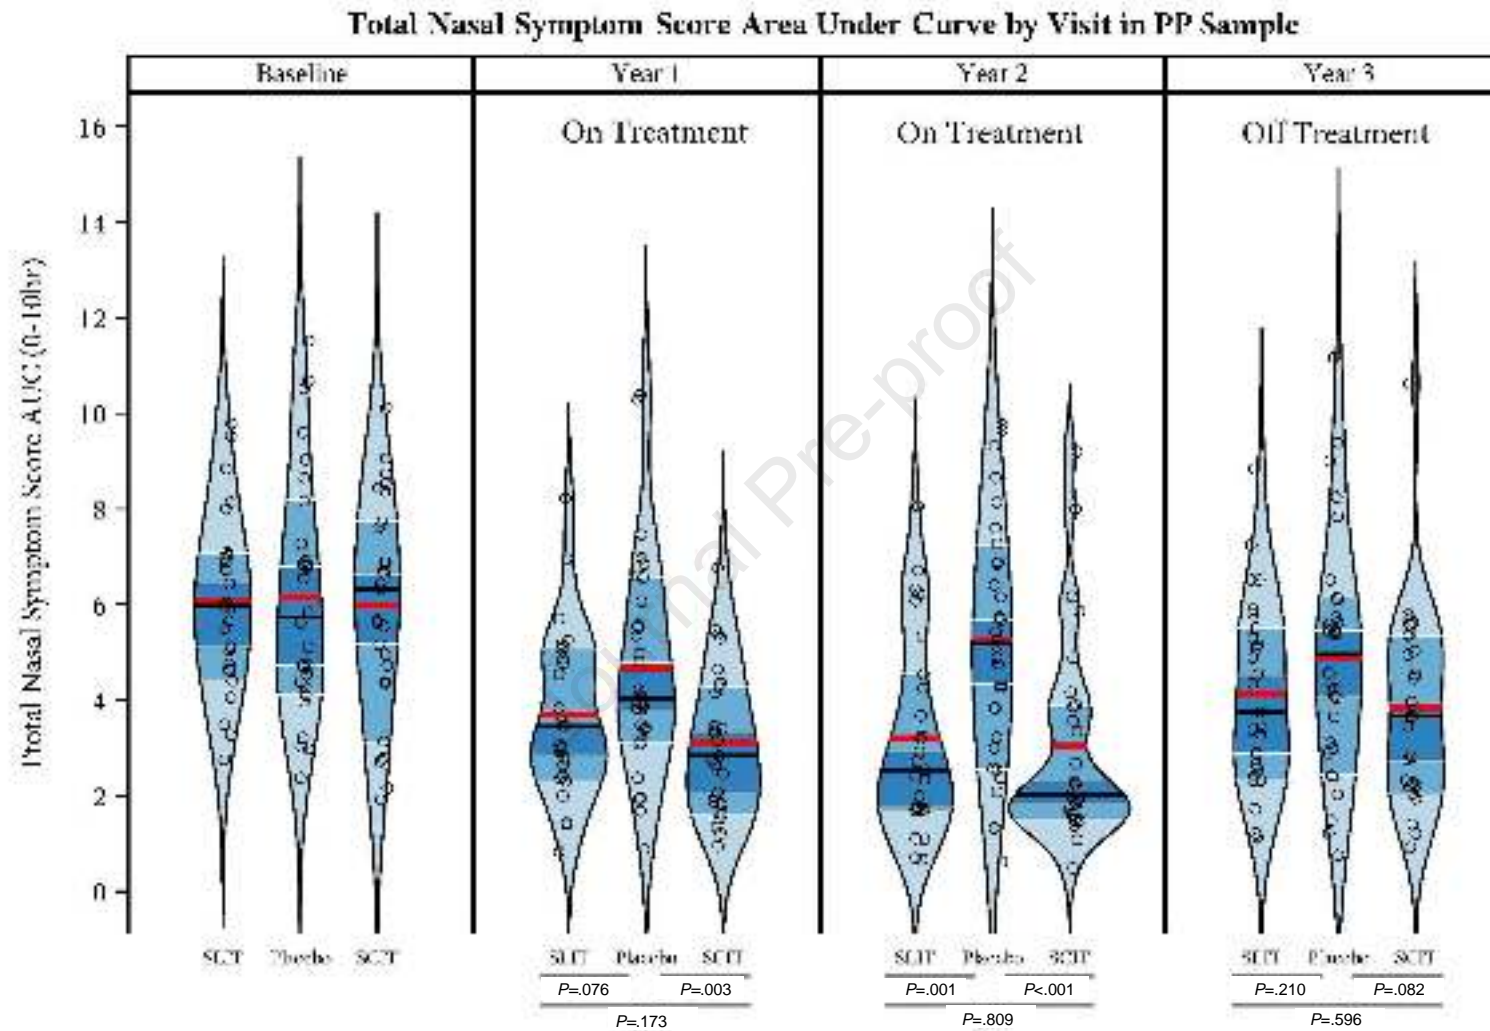 Total Nasal Symptom Score Area Under Curve by Visit in PP Sample
Baseline
Year 1
Year 2
Year 3
On Treatment
On Treatment
Off Treatment
Total Nasal Symptom Score AUC (0-10hr)
16
14
12
10
8
6
4
2
0
Journal Pre-proof
SLIT Placebo SCIT
SLIT Placebo SCIT
SLIT Placebo SCIT
SLIT Placebo SCIT
P=.076 P=.003
P=.173
P=.001 P<.001
P=.809
P=.210 P=.082
P=.596